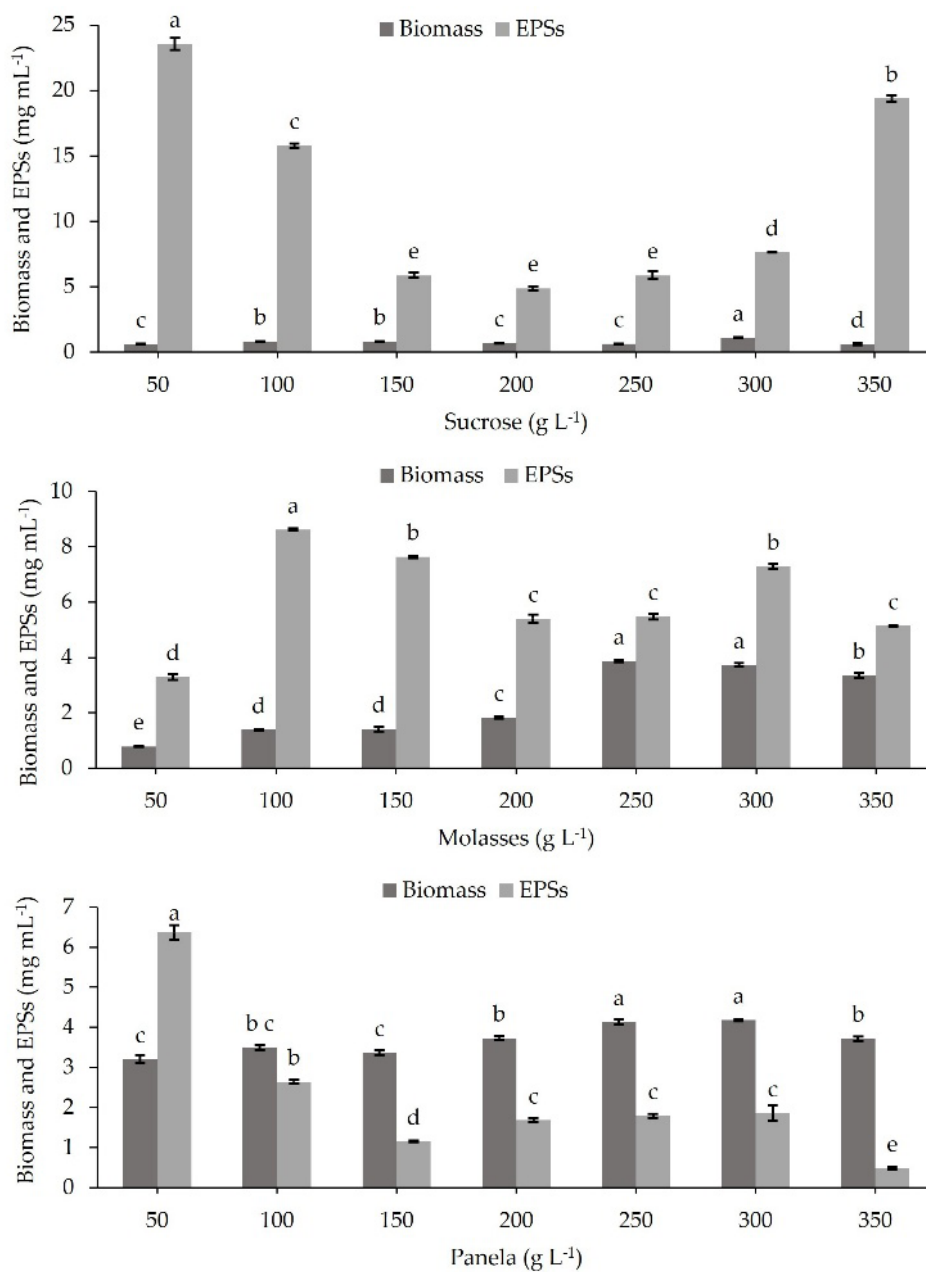 Biomass EPSs
Biomass and EPSs (mg mL-1)
25
20
15
10
5
0
a
c
b
e
e
e
d
c
b
b
c
c
a
d
50 100 150 200 250 300 350
Sucrose (g L-1)
Biomass EPSs
Biomass and EPSs (mg mL-1)
10
8
6
4
2
0
a
b
b
c
c
c
d
a
a
b
e
d
d
c
50 100 150 200 250 300 350
Molasses (g L-1)
Biomass EPSs
Biomass and EPSs (mg mL-1)
7
6
5
4
3
2
1
0
a
c
b c
b
c
d
b
c
a
c
a
c
b
e
50 100 150 200 250 300 350
Panela (g L-1)